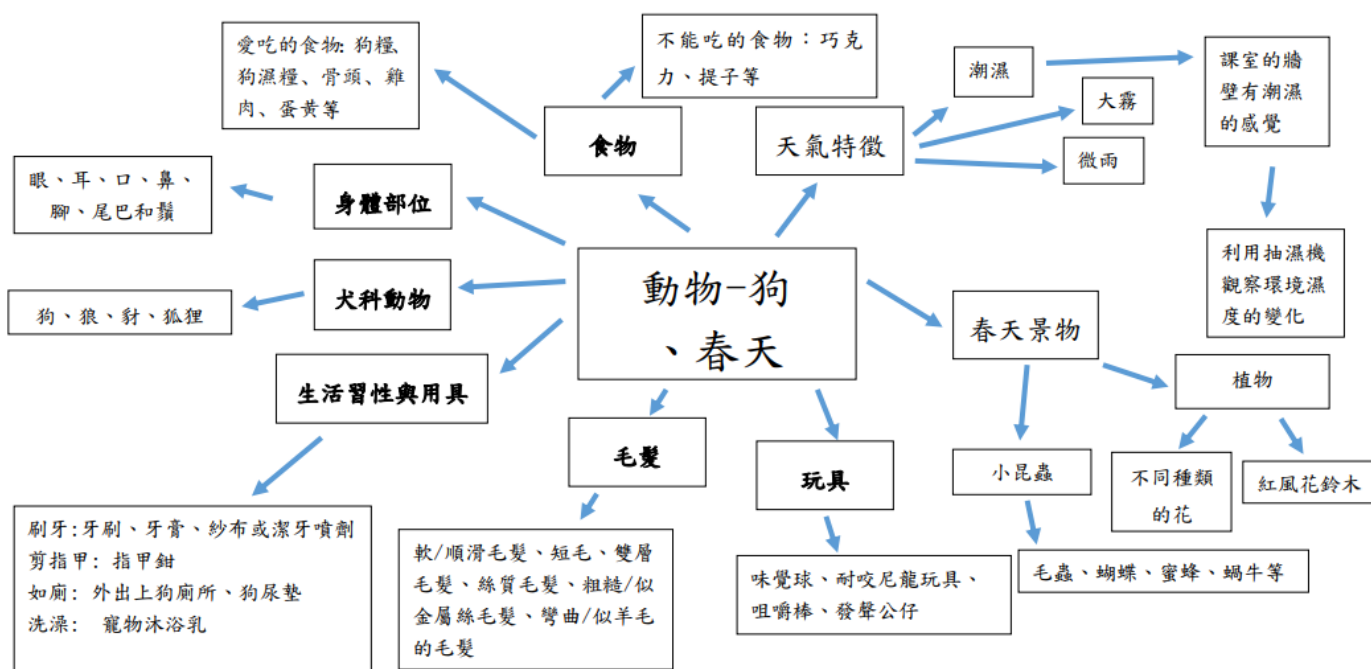 愛吃的食物: 狗糧、
狗濕糧、骨頭、雞
肉、蛋黃等
不能吃的食物：巧克
力、提子等
潮濕
課室的牆
壁有潮濕
的感覺
大霧
食物
天氣特徵
微雨
眼、耳、口、鼻、
腳、尾巴和鬚
身體部位
利用抽濕機
觀察環境濕
度的變化
動物-狗
、春天
犬科動物
狗、狼、豺、狐狸
春天景物
植物
生活習性與用具
毛髮
玩具
小昆蟲
不同種類
的花
紅風花鈴木
刷牙:牙刷、牙膏、紗布或潔牙噴劑
剪指甲: 指甲鉗
如廁: 外出上狗廁所、狗尿墊
洗澡: 寵物沐浴乳
軟/順滑毛髮、短毛、雙層
毛髮、絲質毛髮、粗糙/似
金屬絲毛髮、彎曲/似羊毛
的毛髮
味覺球、耐咬尼龍玩具、
咀嚼棒、發聲公仔
毛蟲、蝴蝶、蜜蜂、蝸牛等